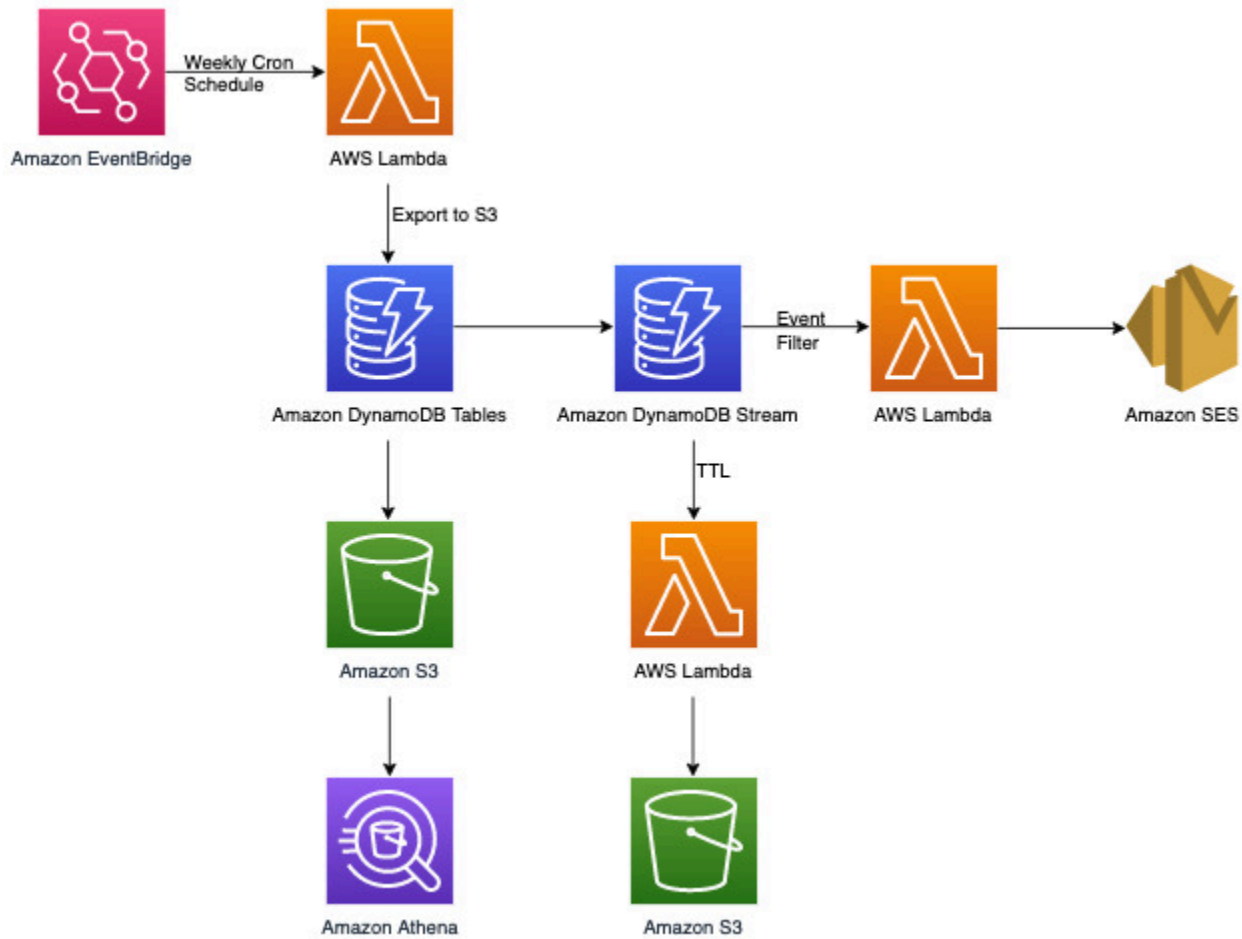 Weekly Cron
Schedule
Amazon EventBridge
AWS Lambda
Export to S3
Event
Filter
Amazon DynamoDB Tables
Amazon DynamoDB Stream
AWS Lambda
Amazon SES
TTL
Amazon S3
AWS Lambda
Amazon Athena
Amazon S3